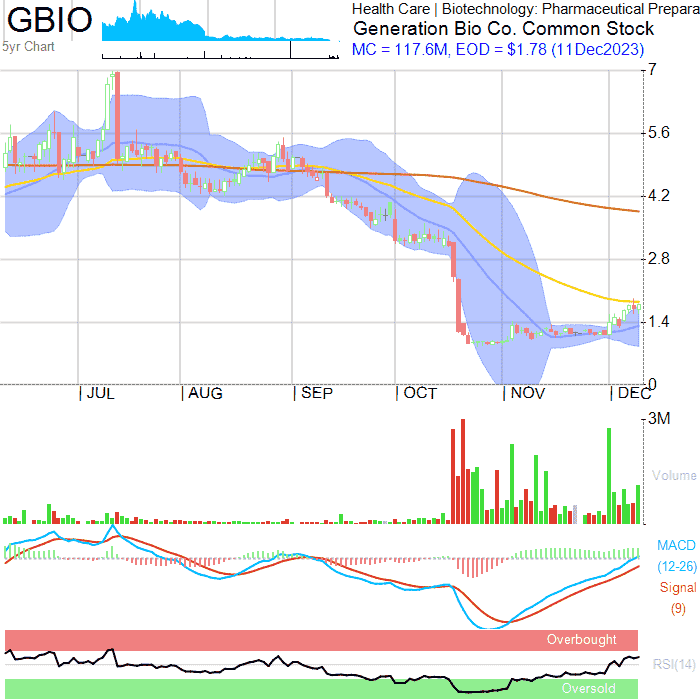 GBIO
5yr Chart
Health Care | Biotechnology: Pharmaceutical Prepara
Generation Bio Co. Common Stock
MC = 117.6M, EOD = $1.78 (11Dec2023)
7
5.6
4.2
2.8
1.4
0
JUL AUG SEP OCT NOV DEC
3M
Volume
MACD
(12-26)
Signal
(9)
Overbought
RSI(14)
Oversold